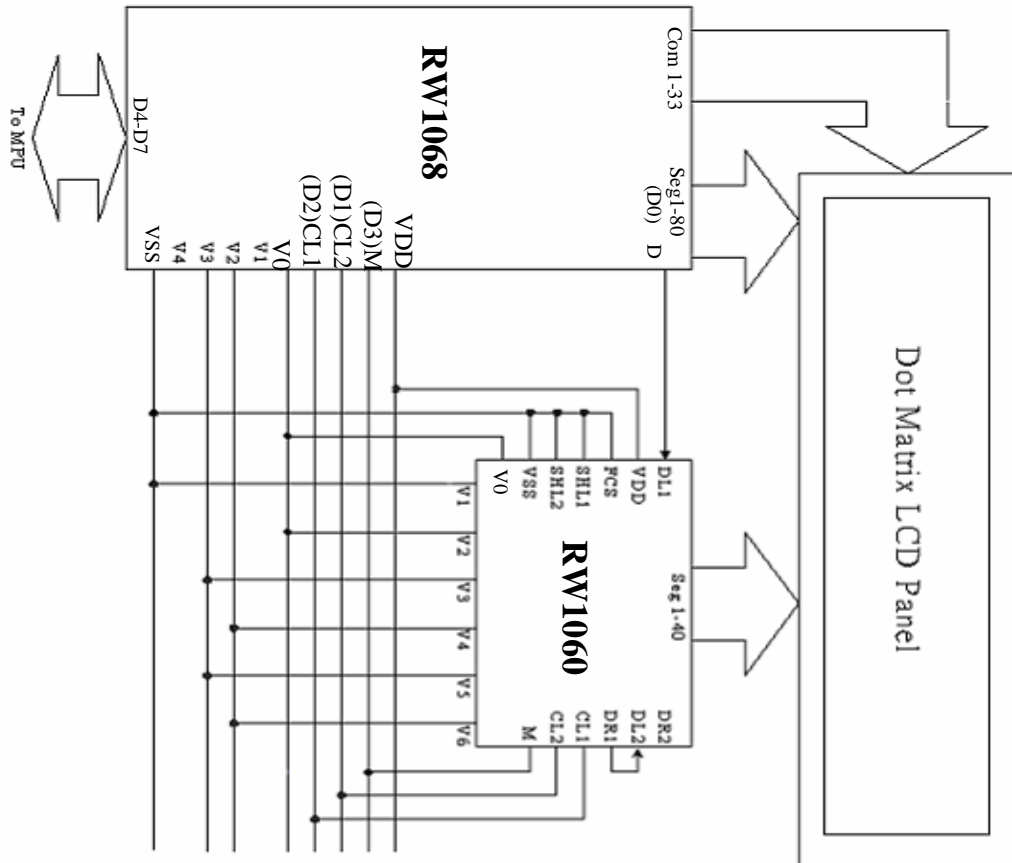 RW1068
Com 1-33
Seg1-80
(D0) D
D4-D7
To MPU
VSS
V4
V3
V2
V1
V0
(D2)CL1
(D1)CL2
(D3)M
VDD
RW1060
V0
VSS
SHL2
SHL1
FCS
VDD
DL1
V1
V2
V3
V4
V5
V6
Seg 1-40
M
CL2
CL1
DR1
DL2
DR2
Dot Matrix LCD Panel